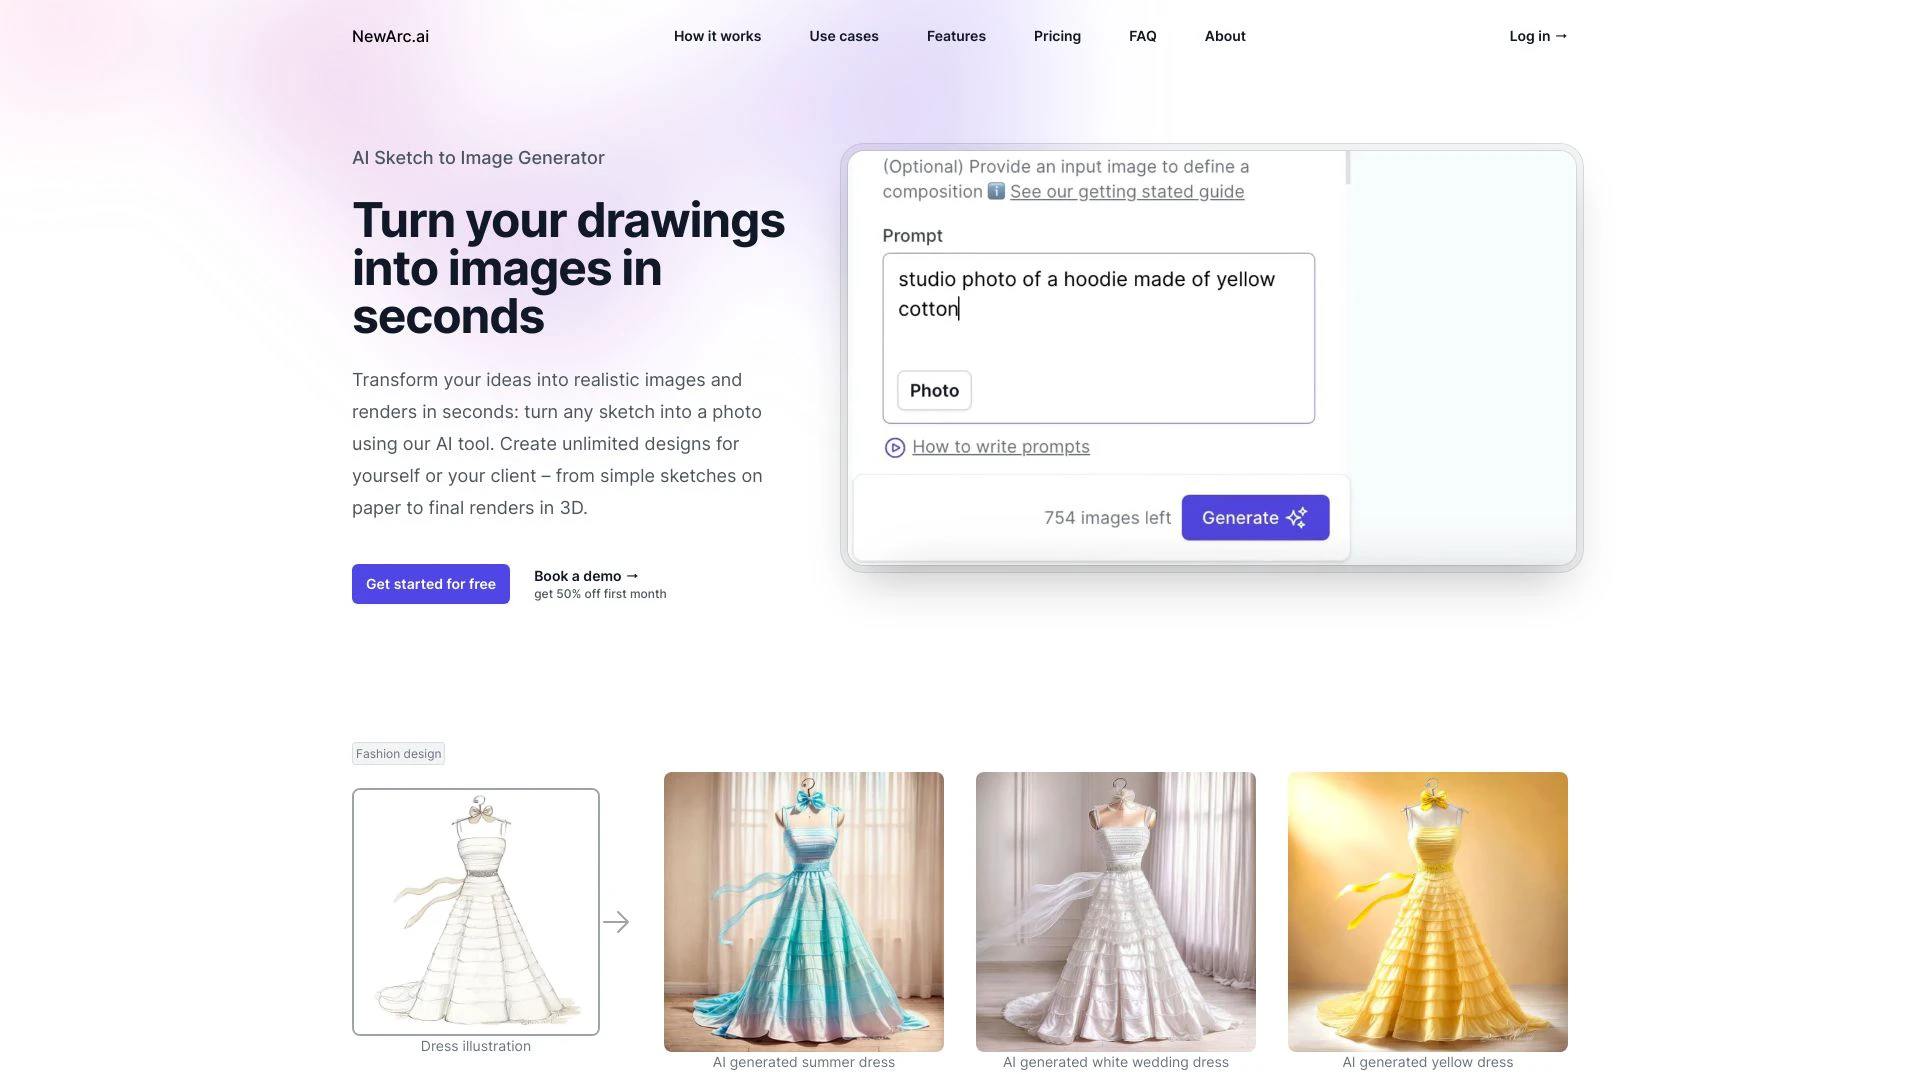 NewArc.ai
How it works
Use cases
Features
Pricing
FAQ
About
Log in →
AI Sketch to Image Generator
Turn your drawings
into images in
seconds
Transform your ideas into realistic images and
renders in seconds: turn any sketch into a photo
using our AI tool. Create unlimited designs for
yourself or your client – from simple sketches on
paper to final renders in 3D.
Get started for free
Book a demo →
get 50% off first month
(Optional) Provide an input image to define a
composition ℹ️ See our getting stated guide
Prompt
studio photo of a hoodie made of yellow
cotton
Photo
How to write prompts
754 images left
Generate
Fashion design
Dress illustration
AI generated summer dress
AI generated white wedding dress
AI generated yellow dress